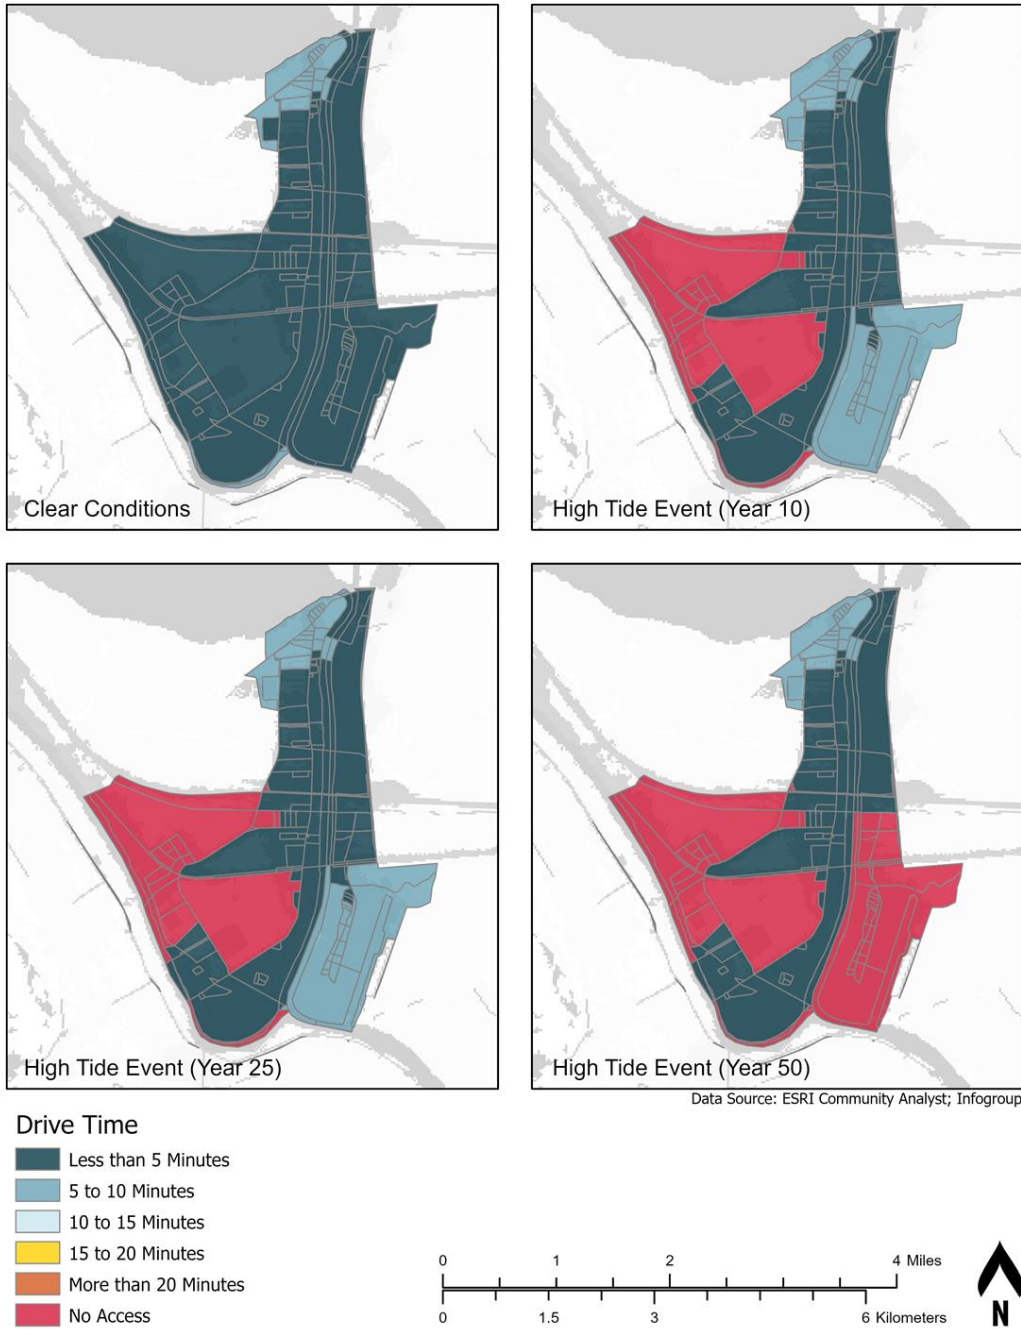 Clear Conditions
High Tide Event (Year 10)
High Tide Event (Year 25)
High Tide Event (Year 50)
Data Source: ESRI Community Analyst; Infogroup
Drive Time
Less than 5 Minutes
5 to 10 Minutes
10 to 15 Minutes
15 to 20 Minutes
More than 20 Minutes
No Access
0 1 2 4 Miles
0 1.5 3 6 Kilometers
N